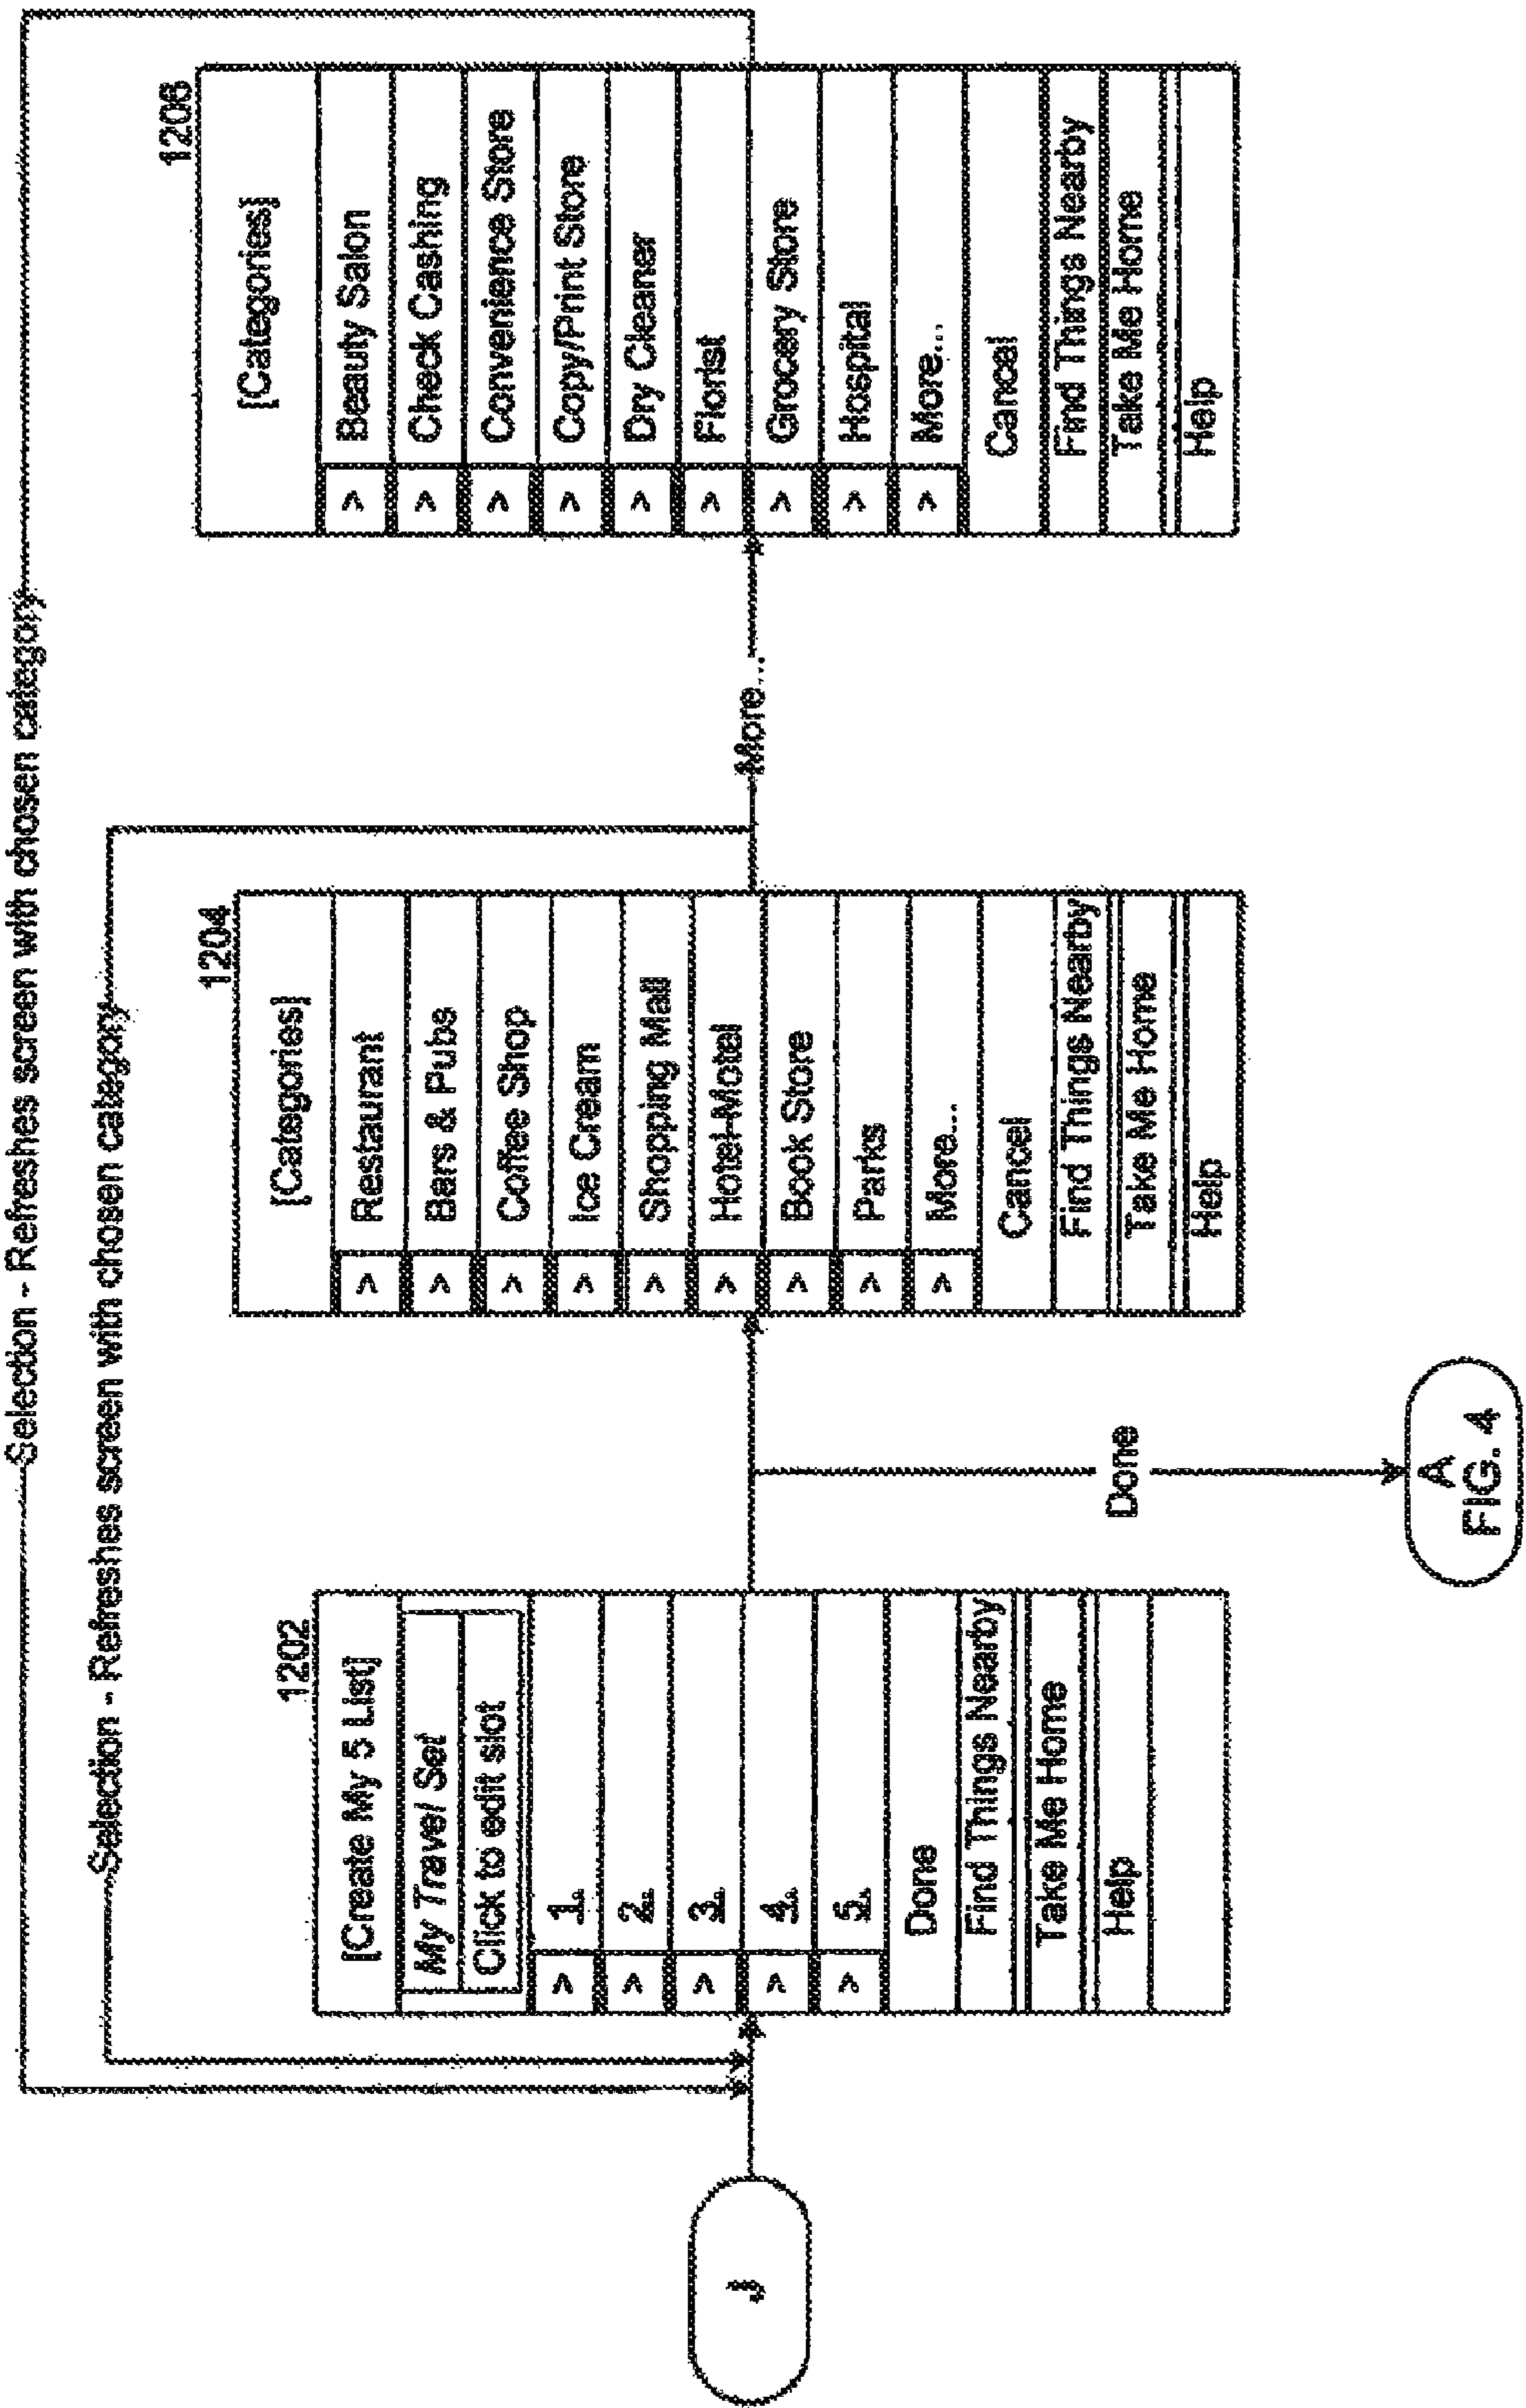 Selection - Refreshes screen with chosen category
Selection - Refreshes screen with chosen category
J
1202
[Create My 5 List]
My Travel Set
Click to edit slot
> 1.
> 2.
> 3.
> 4.
> 5.
Done
Find Things Nearby
Take Me Home
Help
Done
A
FIG. 4
1204
[Categories]
> Restaurant
> Bars & Pubs
> Coffee Shop
> Ice Cream
> Shopping Mall
> Hotel-Motel
> Book Store
> Parks
> More...
Cancel
Find Things Nearby
Take Me Home
Help
More...
1206
[Categories]
> Beauty Salon
> Check Cashing
> Convenience Store
> Copy/Print Store
> Dry Cleaner
> Florist
> Grocery Store
> Hospital
> More...
Cancel
Find Things Nearby
Take Me Home
Help